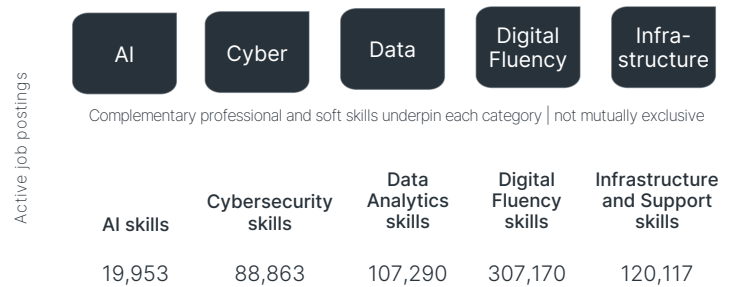 AI
Cyber
Data
Digital
Fluency
Infra-
structure
Complementary professional and soft skills underpin each category | not mutually exclusive
Active job postings
AI skills
Cybersecurity
skills
Data
Analytics
skills
Digital
Fluency
skills
Infrastructure
and Support
skills
19,953
88,863
107,290
307,170
120,117